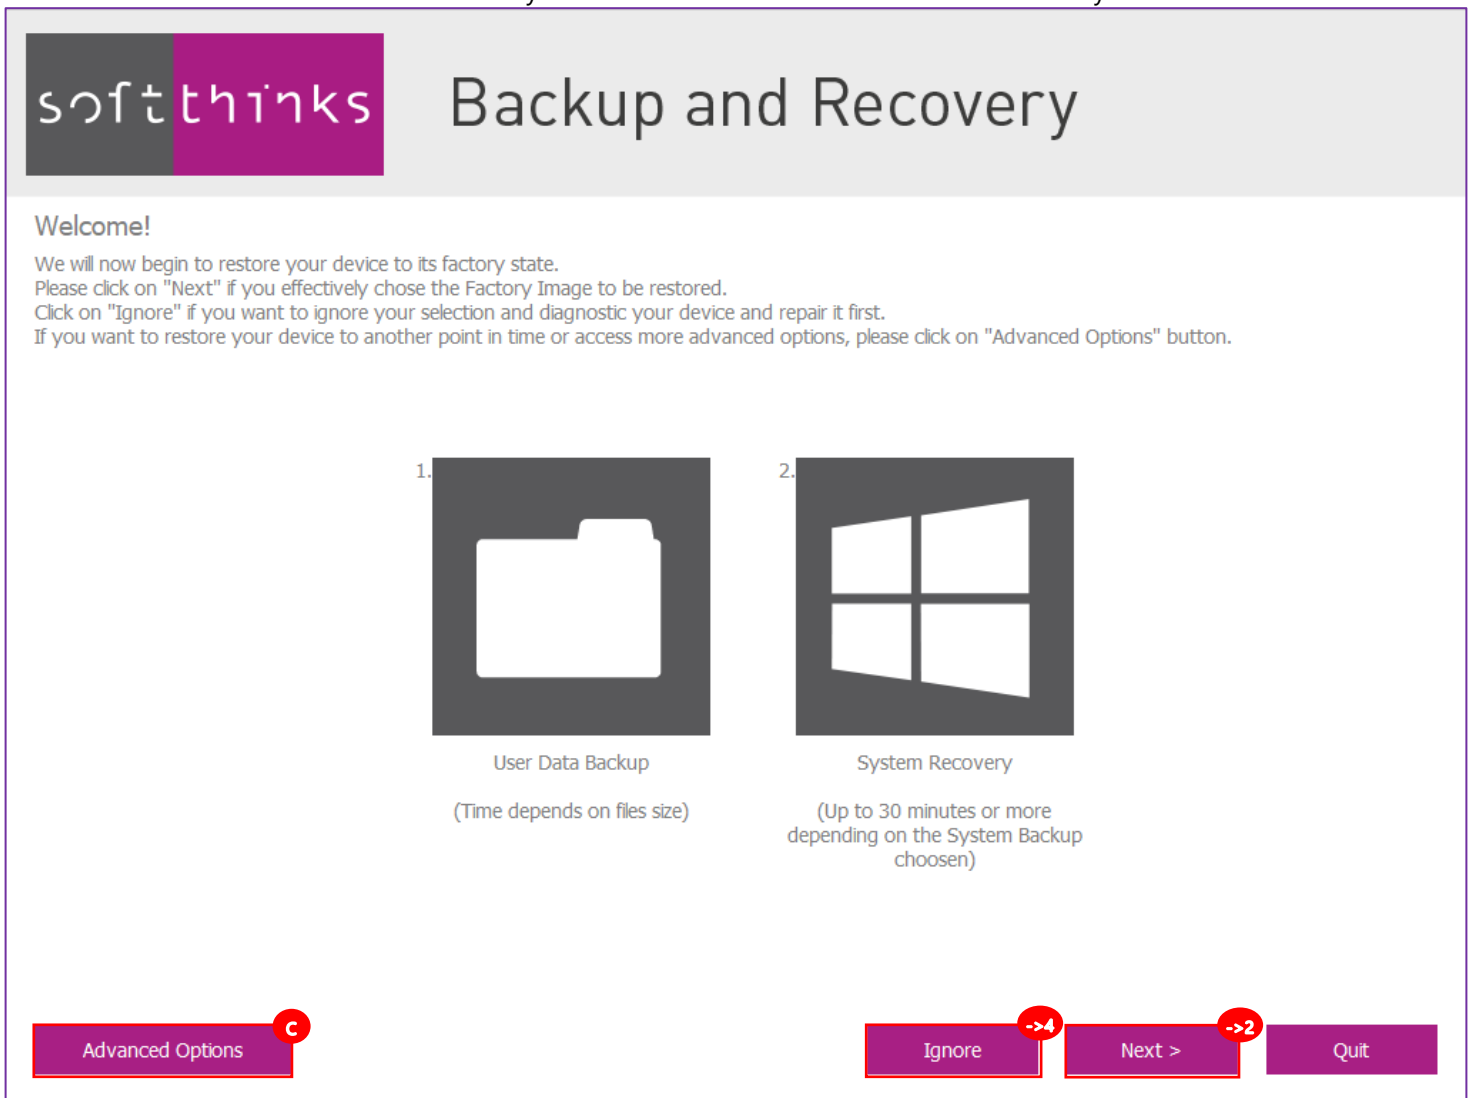 softthinks
Backup and Recovery
Welcome!
We will now begin to restore your device to its factory state.
Please click on "Next" if you effectively chose the Factory Image to be restored.
Click on "Ignore" if you want to ignore your selection and diagnostic your device and repair it first.
If you want to restore your device to another point in time or access more advanced options, please click on "Advanced Options" button.
1.
2.
User Data Backup
(Time depends on files size)
System Recovery
(Up to 30 minutes or more
depending on the System Backup
choosen)
Advanced Options
C
Ignore
->4
Next >
->2
Quit